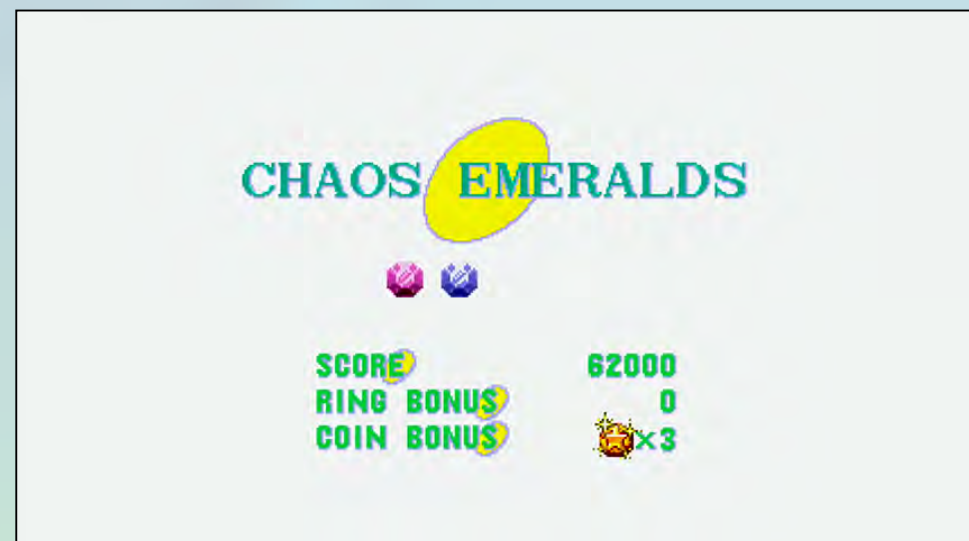 CHAOS EMERALDS
SCORE 62000
RING BONUS 0
COIN BONUS ×3